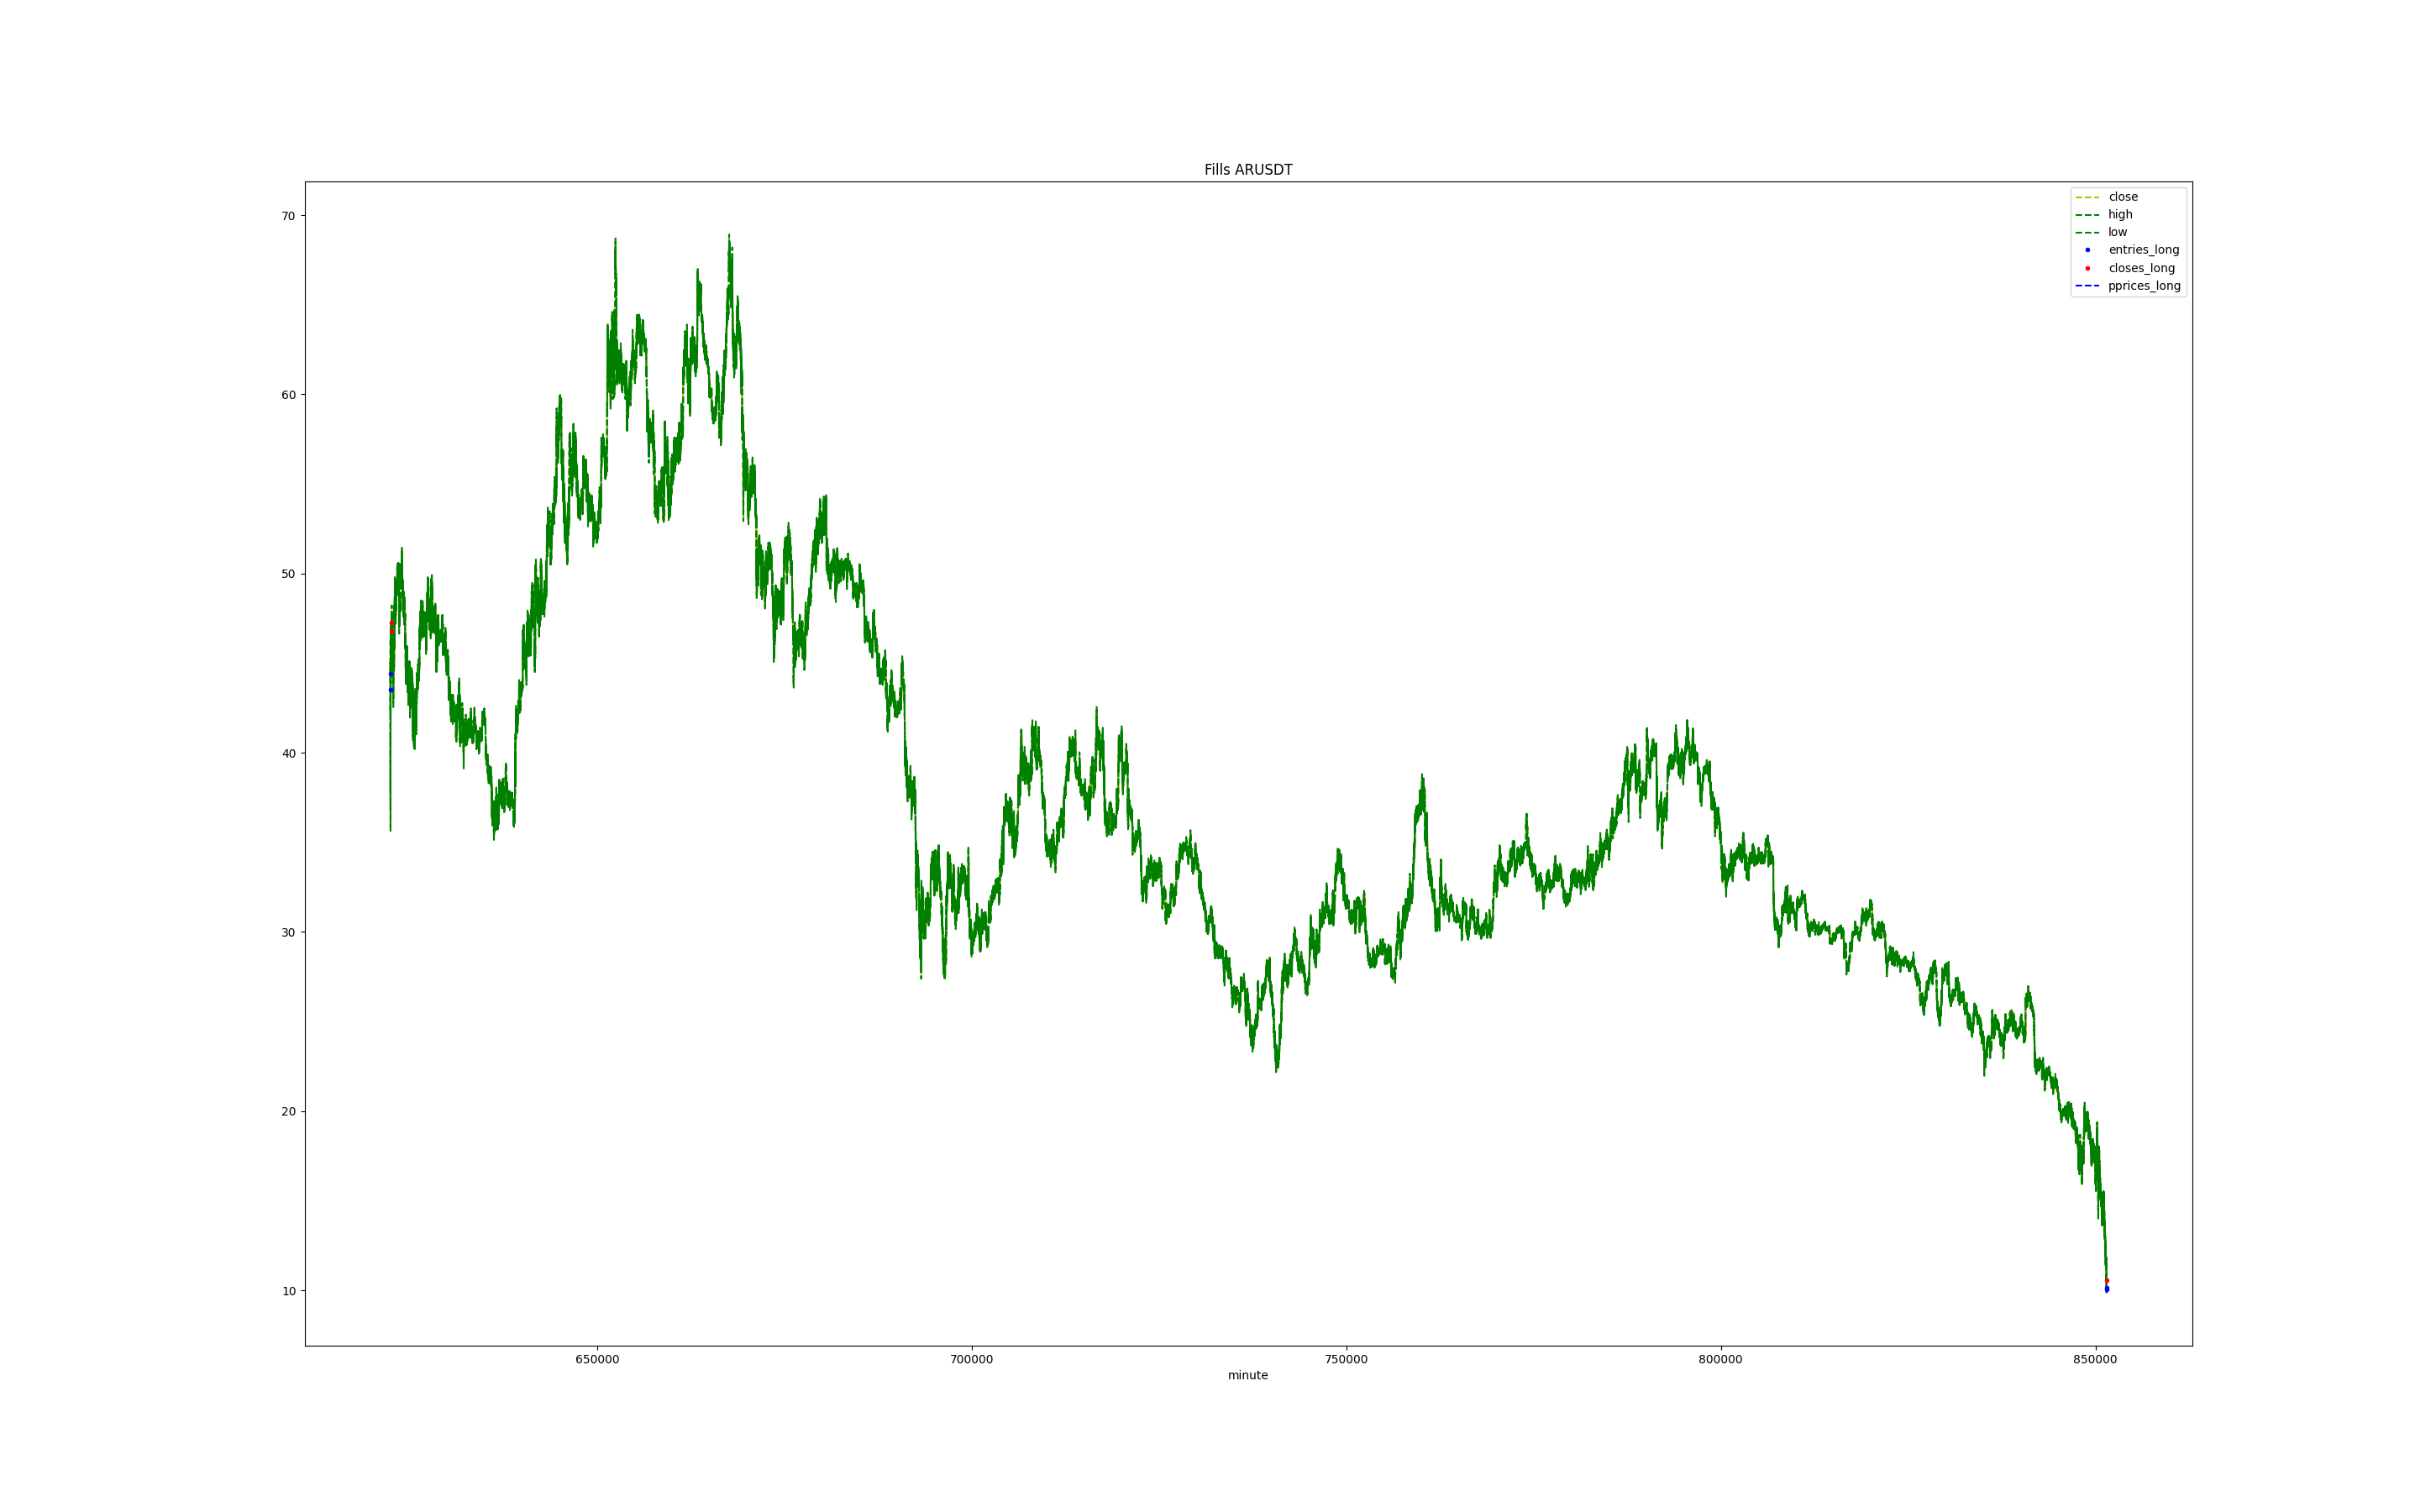 Fills ARUSDT
70
60
50
40
30
20
10
close
high
low
entries_long
closes_long
pprices_long
650000
700000
750000
800000
850000
minute